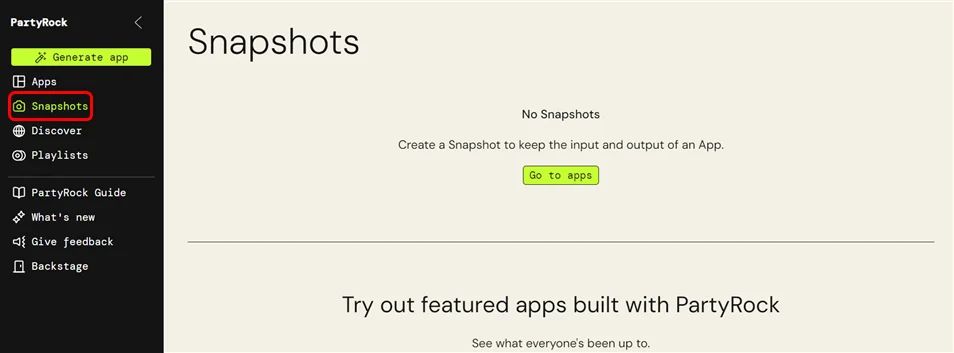 PartyRock
Generate app
Apps
Snapshots
Discover
Playlists
PartyRock Guide
What's new
Give feedback
Backstage
Snapshots
No Snapshots
Create a Snapshot to keep the input and output of an App.
Go to apps
Try out featured apps built with PartyRock
See what everyone's been up to.